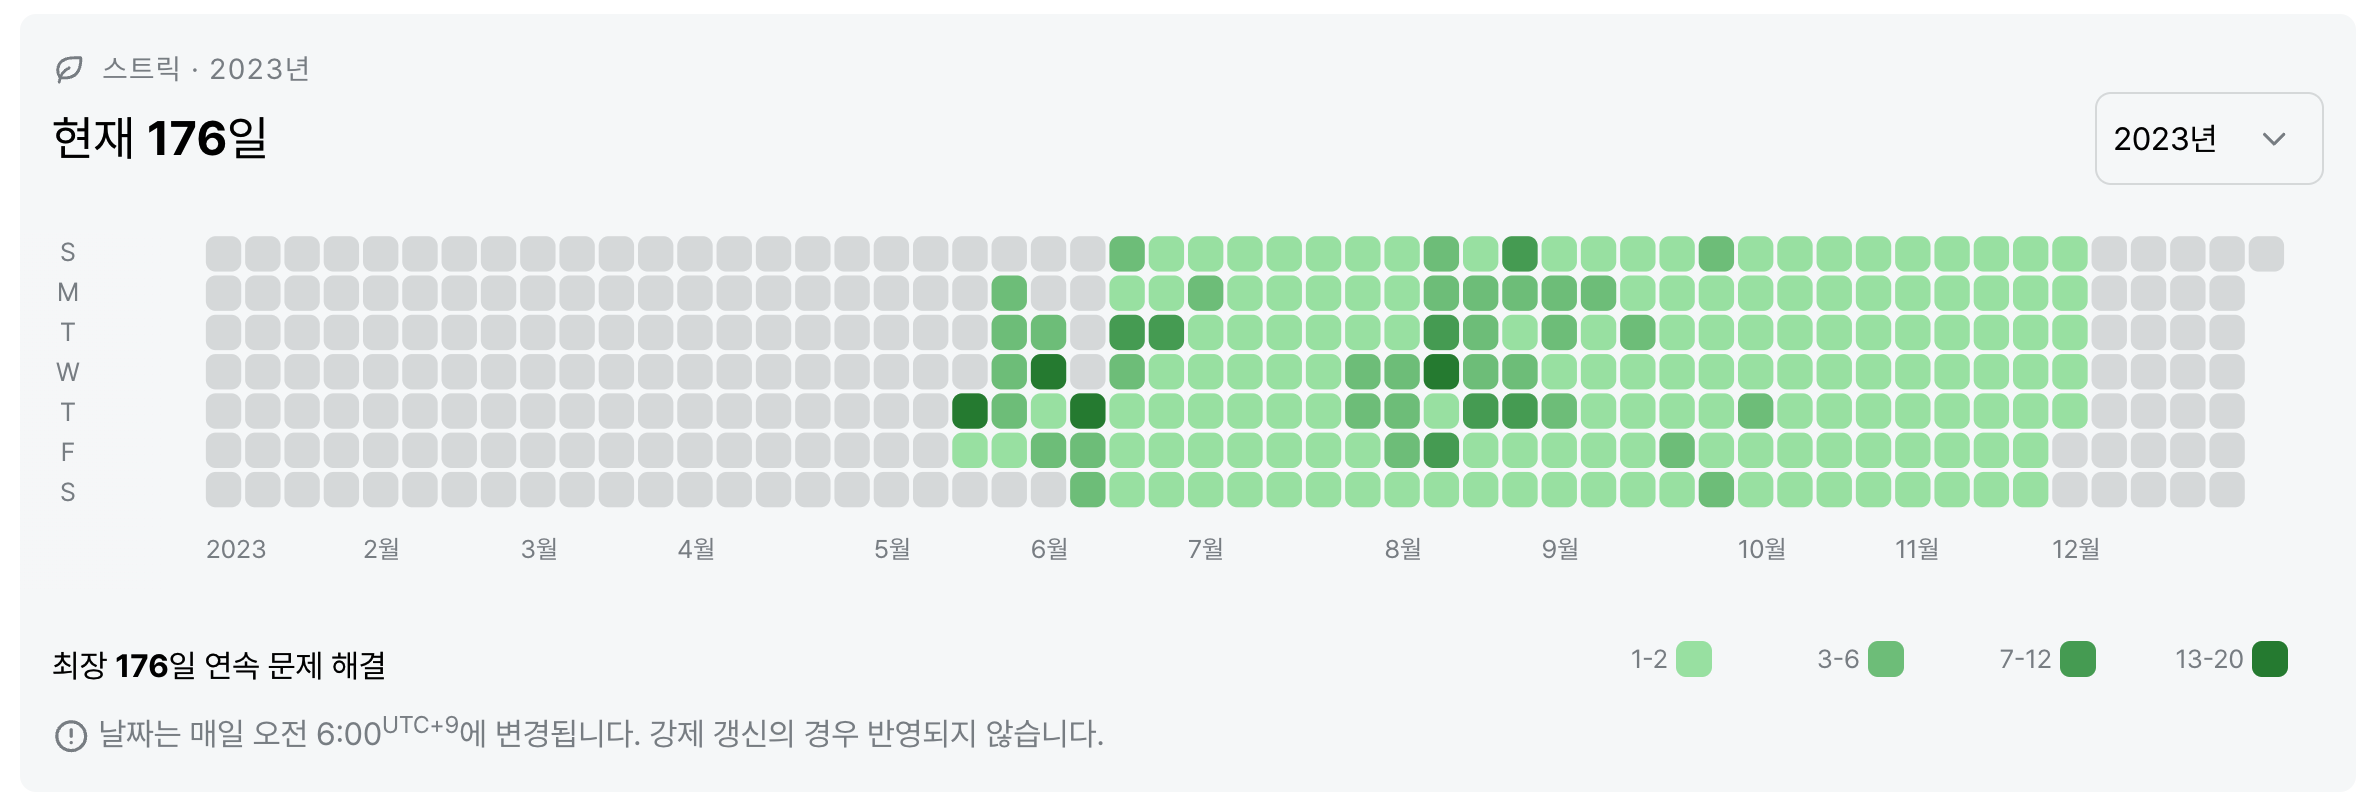 스트릭 · 2023년
현재 176일
2023년
S
M
T
W
T
F
S
2023 2월 3월 4월 5월 6월 7월 8월 9월 10월 11월 12월
최장 176일 연속 문제 해결
1-2 3-6 7-12 13-20
날짜는 매일 오전 6:00UTC+9에 변경됩니다. 강제 갱신의 경우 반영되지 않습니다.